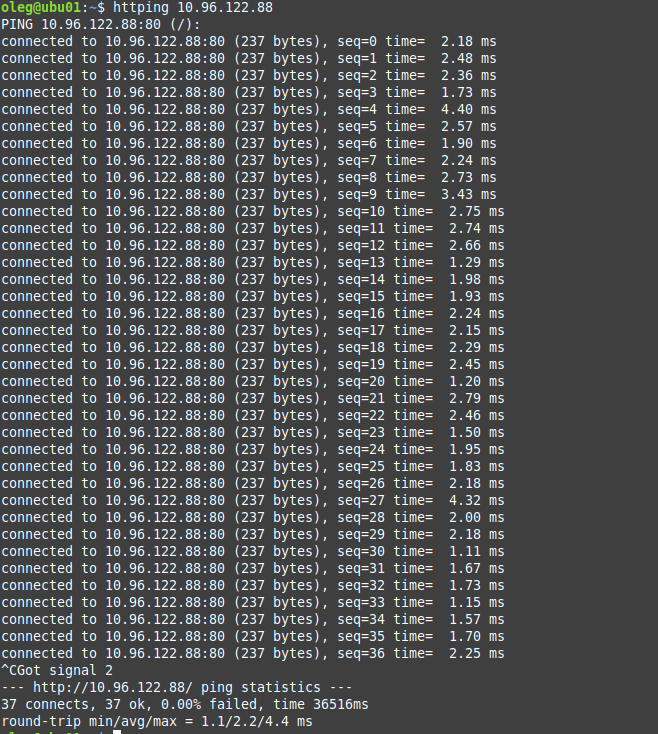 oleg@ubu01:~$ httping 10.96.122.88
PING 10.96.122.88:80 (/):
connected to 10.96.122.88:80 (237 bytes), seq=0 time=  2.18 ms
connected to 10.96.122.88:80 (237 bytes), seq=1 time=  2.48 ms
connected to 10.96.122.88:80 (237 bytes), seq=2 time=  2.36 ms
connected to 10.96.122.88:80 (237 bytes), seq=3 time=  1.73 ms
connected to 10.96.122.88:80 (237 bytes), seq=4 time=  4.40 ms
connected to 10.96.122.88:80 (237 bytes), seq=5 time=  2.57 ms
connected to 10.96.122.88:80 (237 bytes), seq=6 time=  1.90 ms
connected to 10.96.122.88:80 (237 bytes), seq=7 time=  2.24 ms
connected to 10.96.122.88:80 (237 bytes), seq=8 time=  2.73 ms
connected to 10.96.122.88:80 (237 bytes), seq=9 time=  3.43 ms
connected to 10.96.122.88:80 (237 bytes), seq=10 time=  2.75 ms
connected to 10.96.122.88:80 (237 bytes), seq=11 time=  2.74 ms
connected to 10.96.122.88:80 (237 bytes), seq=12 time=  2.66 ms
connected to 10.96.122.88:80 (237 bytes), seq=13 time=  1.29 ms
connected to 10.96.122.88:80 (237 bytes), seq=14 time=  1.98 ms
connected to 10.96.122.88:80 (237 bytes), seq=15 time=  1.93 ms
connected to 10.96.122.88:80 (237 bytes), seq=16 time=  2.24 ms
connected to 10.96.122.88:80 (237 bytes), seq=17 time=  2.15 ms
connected to 10.96.122.88:80 (237 bytes), seq=18 time=  2.29 ms
connected to 10.96.122.88:80 (237 bytes), seq=19 time=  2.45 ms
connected to 10.96.122.88:80 (237 bytes), seq=20 time=  1.20 ms
connected to 10.96.122.88:80 (237 bytes), seq=21 time=  2.79 ms
connected to 10.96.122.88:80 (237 bytes), seq=22 time=  2.46 ms
connected to 10.96.122.88:80 (237 bytes), seq=23 time=  1.50 ms
connected to 10.96.122.88:80 (237 bytes), seq=24 time=  1.95 ms
connected to 10.96.122.88:80 (237 bytes), seq=25 time=  1.83 ms
connected to 10.96.122.88:80 (237 bytes), seq=26 time=  2.18 ms
connected to 10.96.122.88:80 (237 bytes), seq=27 time=  4.32 ms
connected to 10.96.122.88:80 (237 bytes), seq=28 time=  2.00 ms
connected to 10.96.122.88:80 (237 bytes), seq=29 time=  2.18 ms
connected to 10.96.122.88:80 (237 bytes), seq=30 time=  1.11 ms
connected to 10.96.122.88:80 (237 bytes), seq=31 time=  1.67 ms
connected to 10.96.122.88:80 (237 bytes), seq=32 time=  1.73 ms
connected to 10.96.122.88:80 (237 bytes), seq=33 time=  1.15 ms
connected to 10.96.122.88:80 (237 bytes), seq=34 time=  1.57 ms
connected to 10.96.122.88:80 (237 bytes), seq=35 time=  1.70 ms
connected to 10.96.122.88:80 (237 bytes), seq=36 time=  2.25 ms
^CGot signal 2
--- http://10.96.122.88/ ping statistics ---
37 connects, 37 ok, 0.00% failed, time 36516ms
round-trip min/avg/max = 1.1/2.2/4.4 ms